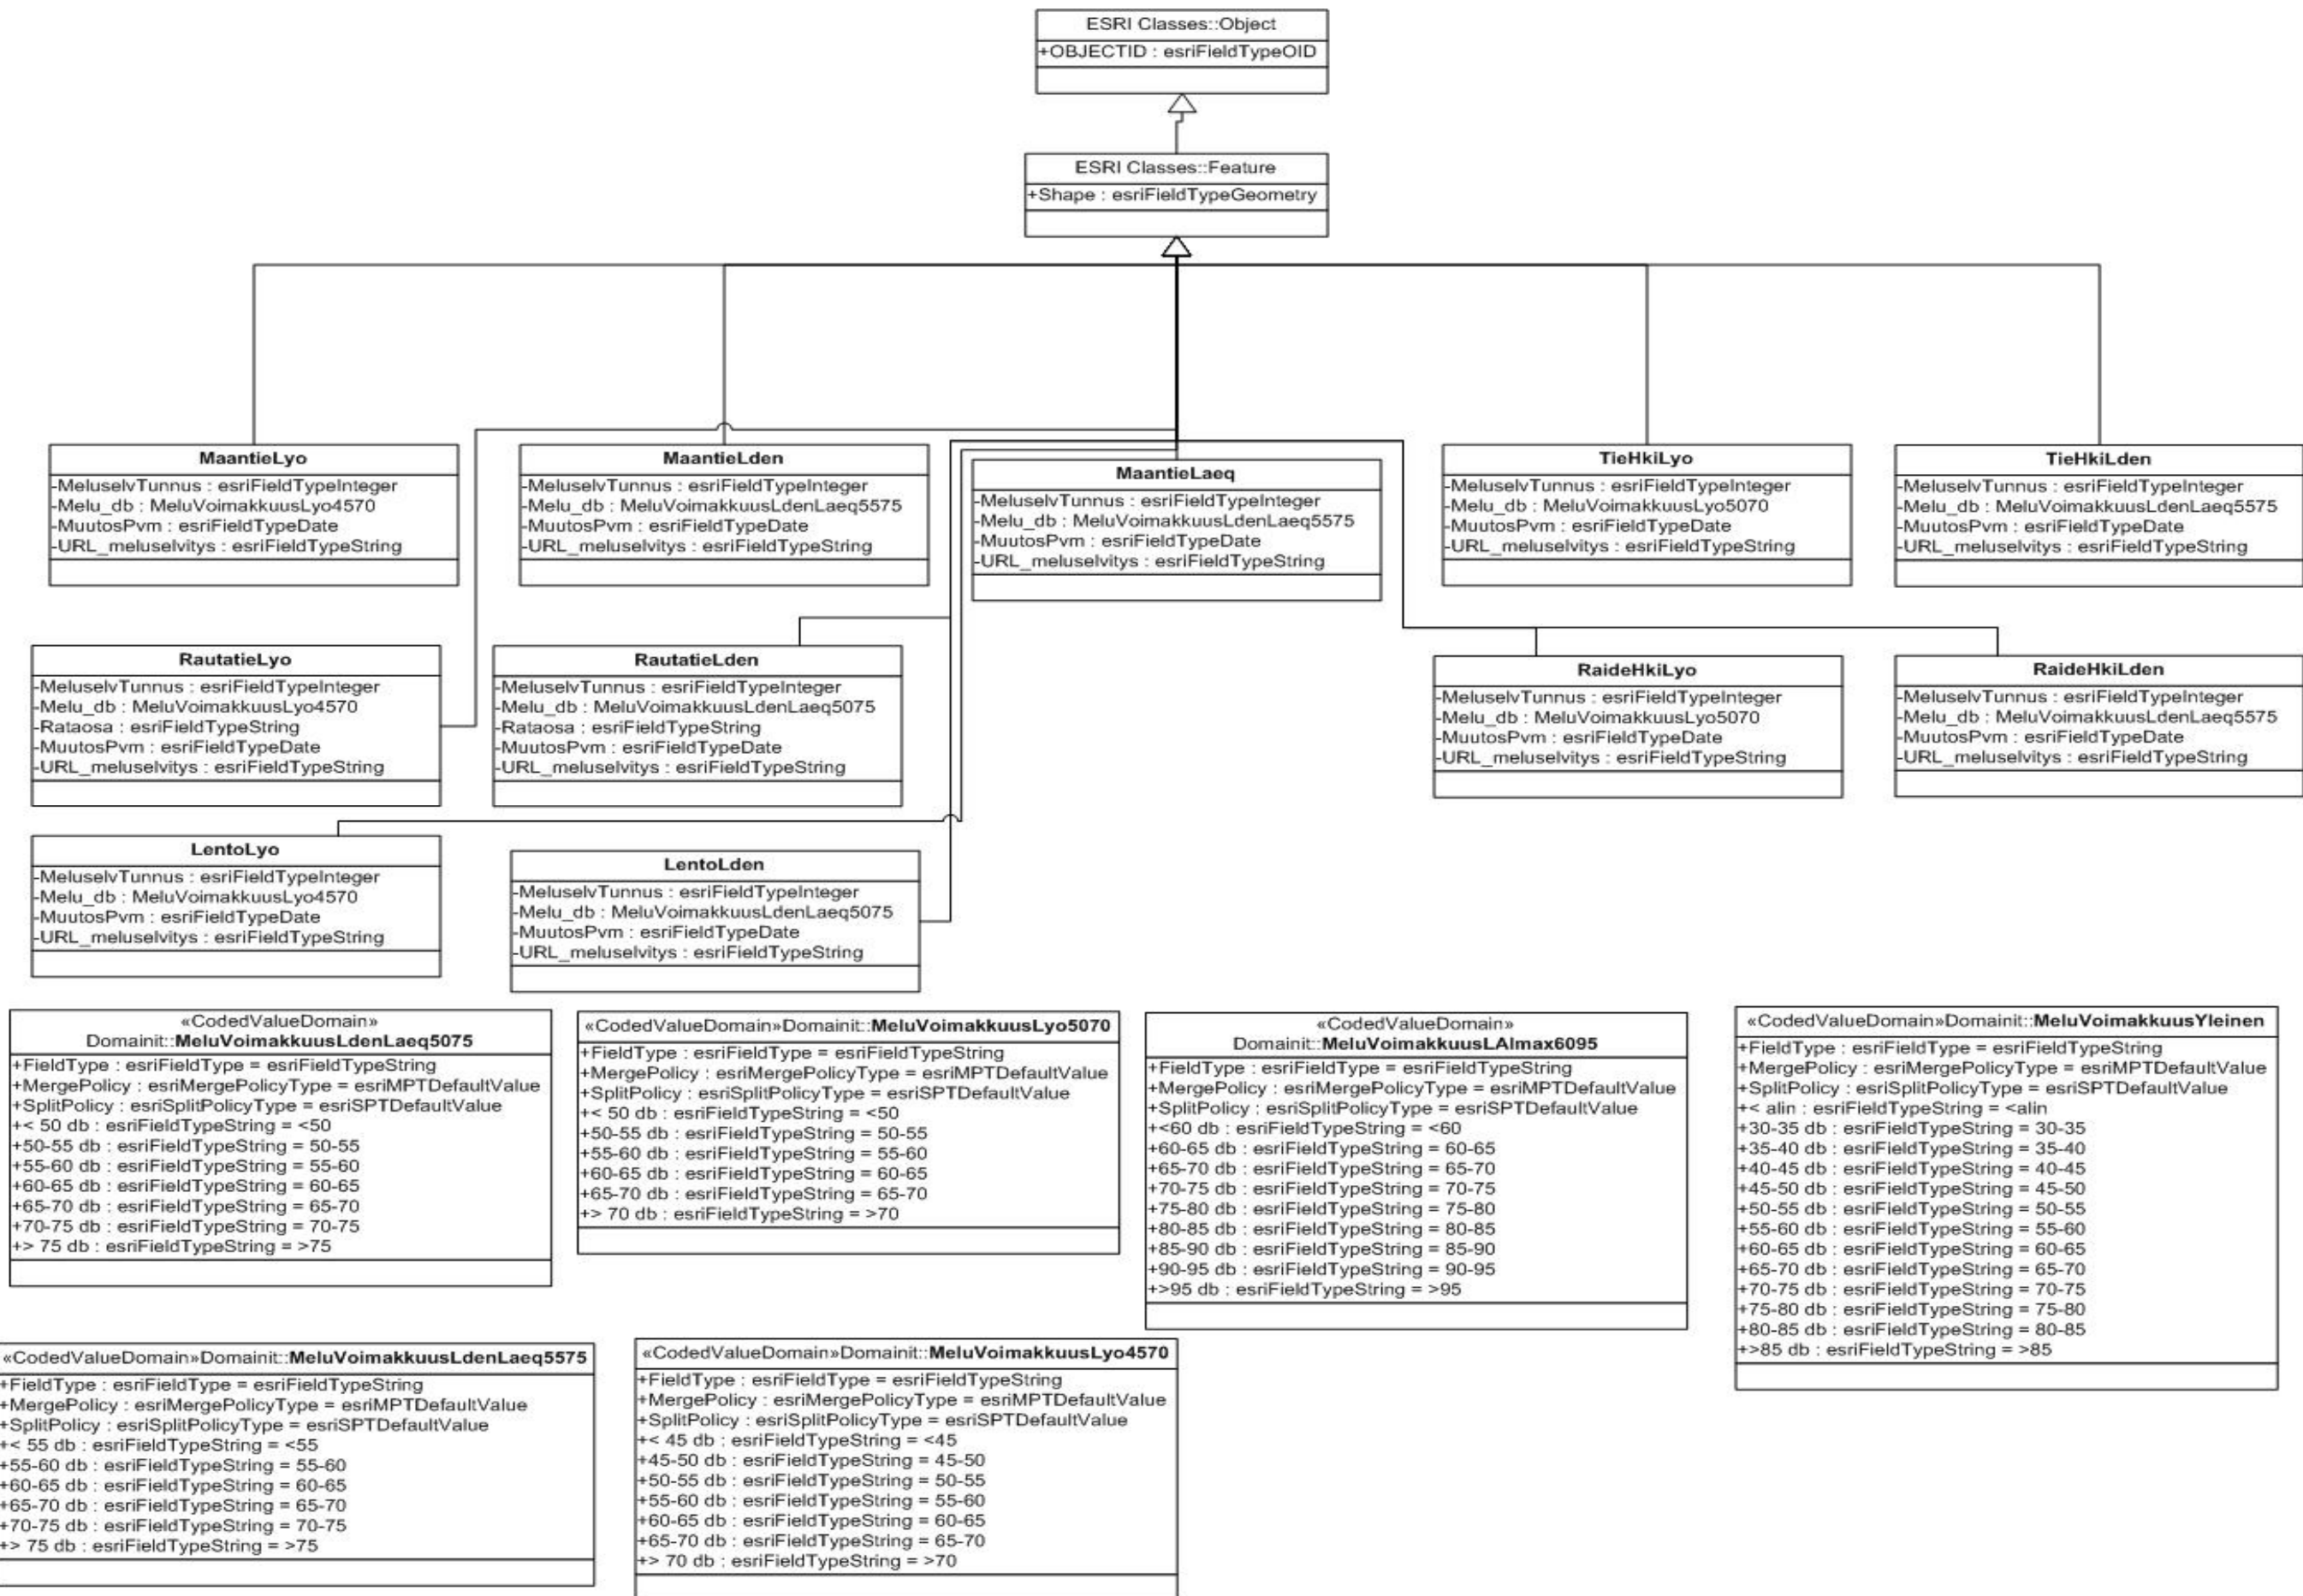 ESRI Classes::Object
+OBJECTID : esriFieldTypeOID
ESRI Classes::Feature
+Shape : esriFieldTypeGeometry
MaantieLyo
-MeluselvTunnus : esriFieldTypeInteger
-Melu_db : MeluVoimakkuusLyo4570
-MuutosPvm : esriFieldTypeDate
-URL_meluselvitys : esriFieldTypeString
MaantieLden
-MeluselvTunnus : esriFieldTypeInteger
-Melu_db : MeluVoimakkuusLdenLaeq5575
-MuutosPvm : esriFieldTypeDate
-URL_meluselvitys : esriFieldTypeString
MaantieLaeq
-MeluselvTunnus : esriFieldTypeInteger
-Melu_db : MeluVoimakkuusLdenLaeq5575
-MuutosPvm : esriFieldTypeDate
-URL_meluselvitys : esriFieldTypeString
TieHkiLyo
-MeluselvTunnus : esriFieldTypeInteger
-Melu_db : MeluVoimakkuusLyo5070
-MuutosPvm : esriFieldTypeDate
-URL_meluselvitys : esriFieldTypeString
TieHkiLden
-MeluselvTunnus : esriFieldTypeInteger
-Melu_db : MeluVoimakkuusLdenLaeq5575
-MuutosPvm : esriFieldTypeDate
-URL_meluselvitys : esriFieldTypeString
RautatieLyo
-MeluselvTunnus : esriFieldTypeInteger
-Melu_db : MeluVoimakkuusLyo4570
-Rataosa : esriFieldTypeString
-MuutosPvm : esriFieldTypeDate
-URL_meluselvitys : esriFieldTypeString
RautatieLden
-MeluselvTunnus : esriFieldTypeInteger
-Melu_db : MeluVoimakkuusLdenLaeq5075
-Rataosa : esriFieldTypeString
-MuutosPvm : esriFieldTypeDate
-URL_meluselvitys : esriFieldTypeString
RaideHkiLyo
-MeluselvTunnus : esriFieldTypeInteger
-Melu_db : MeluVoimakkuusLyo5070
-MuutosPvm : esriFieldTypeDate
-URL_meluselvitys : esriFieldTypeString
RaideHkiLden
-MeluselvTunnus : esriFieldTypeInteger
-Melu_db : MeluVoimakkuusLdenLaeq5575
-MuutosPvm : esriFieldTypeDate
-URL_meluselvitys : esriFieldTypeString
LentoLyo
-MeluselvTunnus : esriFieldTypeInteger
-Melu_db : MeluVoimakkuusLyo4570
-MuutosPvm : esriFieldTypeDate
-URL_meluselvitys : esriFieldTypeString
LentoLden
-MeluselvTunnus : esriFieldTypeInteger
-Melu_db : MeluVoimakkuusLdenLaeq5075
-MuutosPvm : esriFieldTypeDate
-URL_meluselvitys : esriFieldTypeString
«CodedValueDomain»
Domainit::MeluVoimakkuusLdenLaeq5075
+FieldType : esriFieldType = esriFieldTypeString
+MergePolicy : esriMergePolicyType = esriMPTDefaultValue
+SplitPolicy : esriSplitPolicyType = esriSPTDefaultValue
+< 50 db : esriFieldTypeString = <50
+50-55 db : esriFieldTypeString = 50-55
+55-60 db : esriFieldTypeString = 55-60
+60-65 db : esriFieldTypeString = 60-65
+65-70 db : esriFieldTypeString = 65-70
+70-75 db : esriFieldTypeString = 70-75
+> 75 db : esriFieldTypeString = >75
«CodedValueDomain»Domainit::MeluVoimakkuusLyo5070
+FieldType : esriFieldType = esriFieldTypeString
+MergePolicy : esriMergePolicyType = esriMPTDefaultValue
+SplitPolicy : esriSplitPolicyType = esriSPTDefaultValue
+< 50 db : esriFieldTypeString = <50
+50-55 db : esriFieldTypeString = 50-55
+55-60 db : esriFieldTypeString = 55-60
+60-65 db : esriFieldTypeString = 60-65
+65-70 db : esriFieldTypeString = 65-70
+> 70 db : esriFieldTypeString = >70
«CodedValueDomain»
Domainit::MeluVoimakkuusLAImax6095
+FieldType : esriFieldType = esriFieldTypeString
+MergePolicy : esriMergePolicyType = esriMPTDefaultValue
+SplitPolicy : esriSplitPolicyType = esriSPTDefaultValue
+<60 db : esriFieldTypeString = <60
+60-65 db : esriFieldTypeString = 60-65
+65-70 db : esriFieldTypeString = 65-70
+70-75 db : esriFieldTypeString = 70-75
+75-80 db : esriFieldTypeString = 75-80
+80-85 db : esriFieldTypeString = 80-85
+85-90 db : esriFieldTypeString = 85-90
+90-95 db : esriFieldTypeString = 90-95
+>95 db : esriFieldTypeString = >95
«CodedValueDomain»Domainit::MeluVoimakkuusYleinen
+FieldType : esriFieldType = esriFieldTypeString
+MergePolicy : esriMergePolicyType = esriMPTDefaultValue
+SplitPolicy : esriSplitPolicyType = esriSPTDefaultValue
+< alin : esriFieldTypeString = <alin
+30-35 db : esriFieldTypeString = 30-35
+35-40 db : esriFieldTypeString = 35-40
+40-45 db : esriFieldTypeString = 40-45
+45-50 db : esriFieldTypeString = 45-50
+50-55 db : esriFieldTypeString = 50-55
+55-60 db : esriFieldTypeString = 55-60
+60-65 db : esriFieldTypeString = 60-65
+65-70 db : esriFieldTypeString = 65-70
+70-75 db : esriFieldTypeString = 70-75
+75-80 db : esriFieldTypeString = 75-80
+80-85 db : esriFieldTypeString = 80-85
+>85 db : esriFieldTypeString = >85
«CodedValueDomain»Domainit::MeluVoimakkuusLdenLaeq5575
+FieldType : esriFieldType = esriFieldTypeString
+MergePolicy : esriMergePolicyType = esriMPTDefaultValue
+SplitPolicy : esriSplitPolicyType = esriSPTDefaultValue
+< 55 db : esriFieldTypeString = <55
+55-60 db : esriFieldTypeString = 55-60
+60-65 db : esriFieldTypeString = 60-65
+65-70 db : esriFieldTypeString = 65-70
+70-75 db : esriFieldTypeString = 70-75
+> 75 db : esriFieldTypeString = >75
«CodedValueDomain»Domainit::MeluVoimakkuusLyo4570
+FieldType : esriFieldType = esriFieldTypeString
+MergePolicy : esriMergePolicyType = esriMPTDefaultValue
+SplitPolicy : esriSplitPolicyType = esriSPTDefaultValue
+< 45 db : esriFieldTypeString = <45
+45-50 db : esriFieldTypeString = 45-50
+50-55 db : esriFieldTypeString = 50-55
+55-60 db : esriFieldTypeString = 55-60
+60-65 db : esriFieldTypeString = 60-65
+65-70 db : esriFieldTypeString = 65-70
+> 70 db : esriFieldTypeString = >70